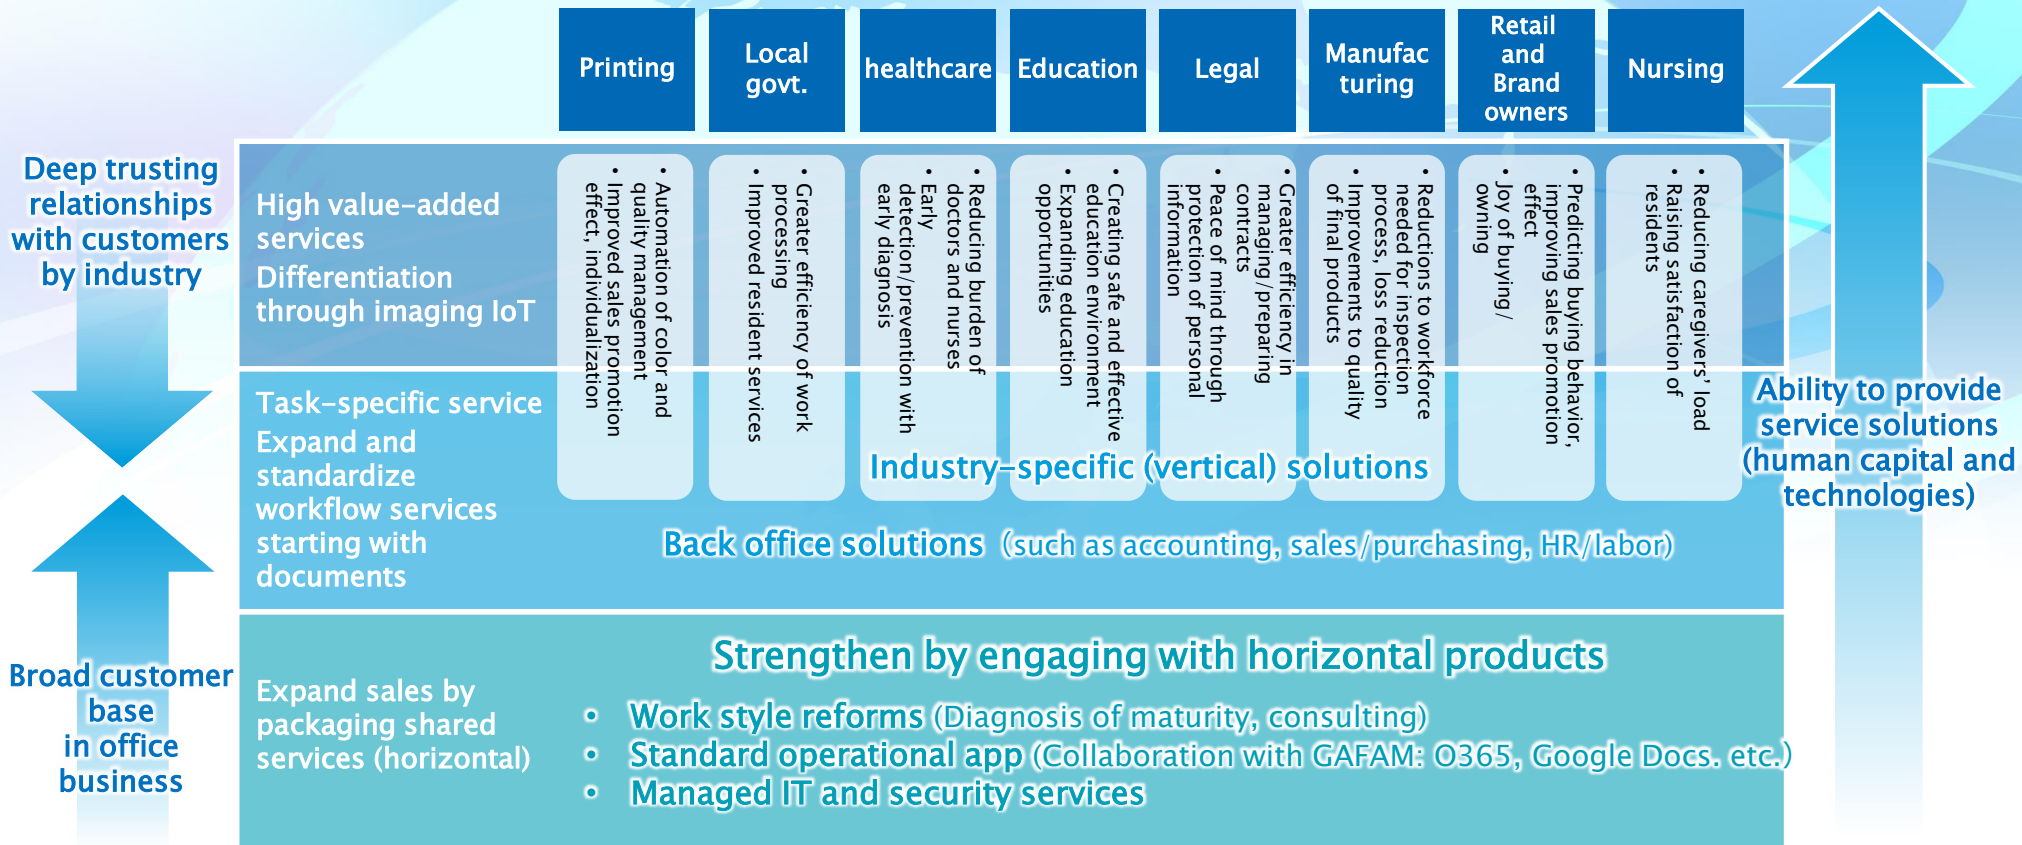 Printing
Local
govt.
healthcare
Education
Legal
Manufac
turing
Retail
and
Brand
owners
Nursing
Deep trusting
relationships
with customers
by industry
High value-added
services
Differentiation
through imaging IoT
• Automation of color and
quality management
• Improved sales promotion
effect, individualization
• Greater efficiency of work
processing
• Improved resident services
• Reducing burden of
doctors and nurses
• Early
detection/prevention with
early diagnosis
• Creating safe and effective
education environment
• Expanding education
opportunities
• Greater efficiency in
managing/preparing
contracts
• Peace of mind through
protection of personal
information
• Reductions to workforce
needed for inspection
process, loss reduction
• Improvements to quality
of final products
• Predicting buying behavior,
improving sales promotion
effect
• Joy of buying/
owning
• Reducing caregivers' load
• Raising satisfaction of
residents
Task-specific service
Expand and
standardize
workflow services
starting with
documents
Industry-specific (vertical) solutions
Back office solutions (such as accounting, sales/purchasing, HR/labor)
Ability to provide
service solutions
(human capital and
technologies)
Broad customer
base
in office
business
Expand sales by
packaging shared
services (horizontal)
Strengthen by engaging with horizontal products
• Work style reforms (Diagnosis of maturity, consulting)
• Standard operational app (Collaboration with GAFAM: O365, Google Docs. etc.)
• Managed IT and security services